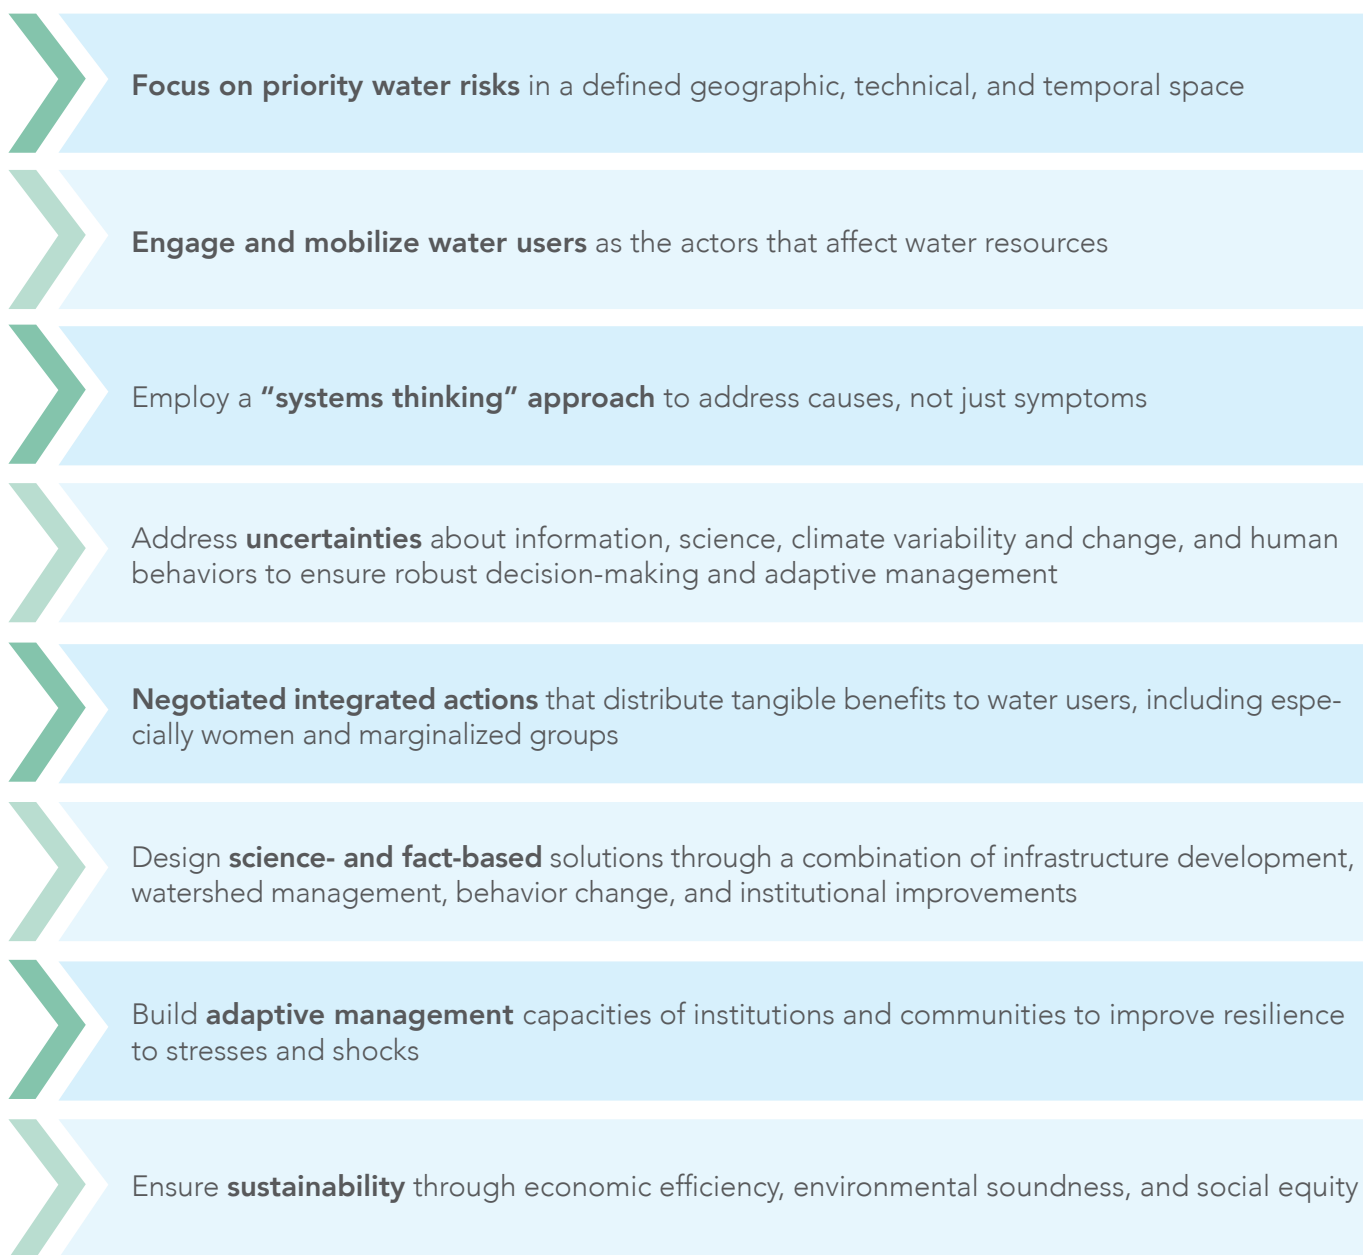 Focus on priority water risks in a defined geographic, technical, and temporal space
Engage and mobilize water users as the actors that affect water resources
Employ a “systems thinking” approach to address causes, not just symptoms
Address uncertainties about information, science, climate variability and change, and human
behaviors to ensure robust decision-making and adaptive management
Negotiated integrated actions that distribute tangible benefits to water users, including espe-
cially women and marginalized groups
Design science- and fact-based solutions through a combination of infrastructure development,
watershed management, behavior change, and institutional improvements
Build adaptive management capacities of institutions and communities to improve resilience
to stresses and shocks
Ensure sustainability through economic efficiency, environmental soundness, and social equity